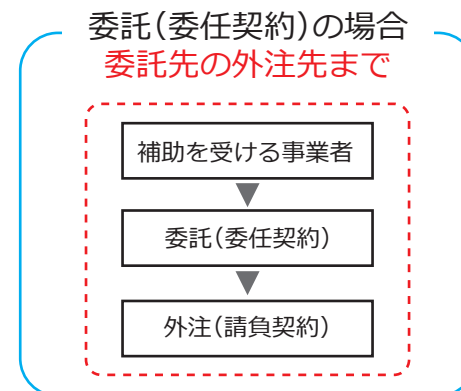 委託(委任契約)の場合
委託先の外注先まで
補助を受ける事業者
委託(委任契約)
外注(請負契約)